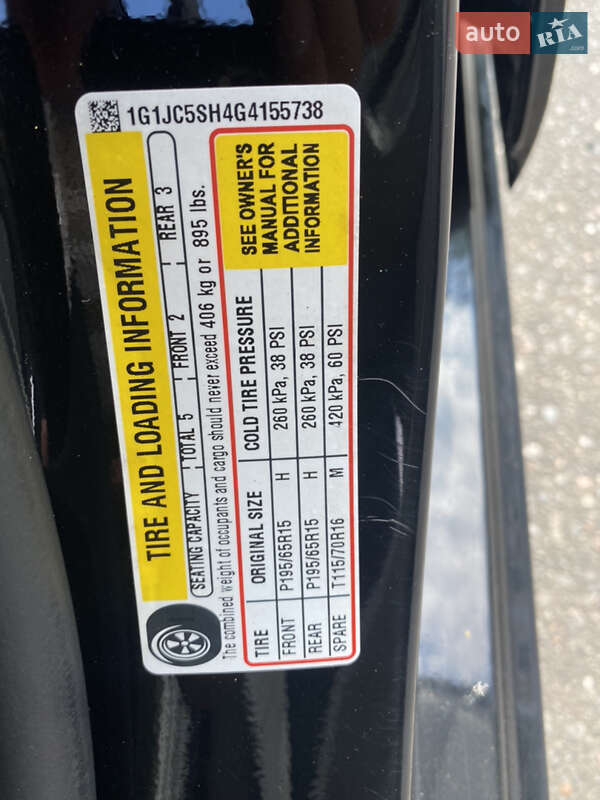 auto RIA
1G1JC5SH4G4155738
TIRE AND LOADING INFORMATION
SEATING CAPACITY TOTAL 5 FRONT 2 REAR 3
The combined weight of occupants and cargo should never exceed 406 kg or 895 lbs.
TIRE ORIGINAL SIZE COLD TIRE PRESSURE
FRONT P195/65R15 H 260 kPa, 38 PSI
REAR P195/65R15 H 260 kPa, 38 PSI
SPARE T115/70R16 M 420 kPa, 60 PSI
SEE OWNER'S
MANUAL FOR
ADDITIONAL
INFORMATION